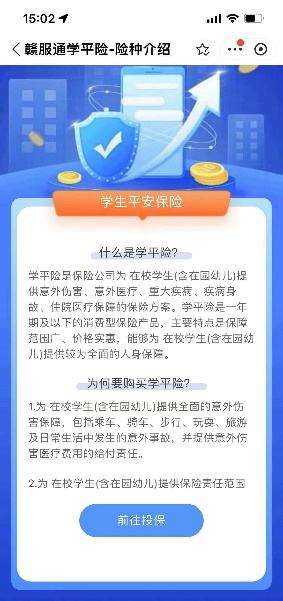 15:02
赣服通学平险-险种介绍
学生平安保险
什么是学平险?
学平险是保险公司为 在校学生(含在园幼儿)提
供意外伤害、意外医疗、重大疾病、疾病身
故、住院医疗保障的保险方案。学平险是一年
期及以下的消费型保险产品，主要特点是保障
范围广、价格实惠，能够为 在校学生(含在园幼
儿)提供较为全面的人身保障。
为何要购买学平险?
1.为 在校学生(含在园幼儿)提供全面的意外伤
害保障，包括乘车、骑车、步行、玩耍、旅游
及日常生活中发生的意外事故，并提供意外伤
害医疗费用的给付责任。
2.为 在校学生(含在园幼儿)提供保险责任范围
前往投保